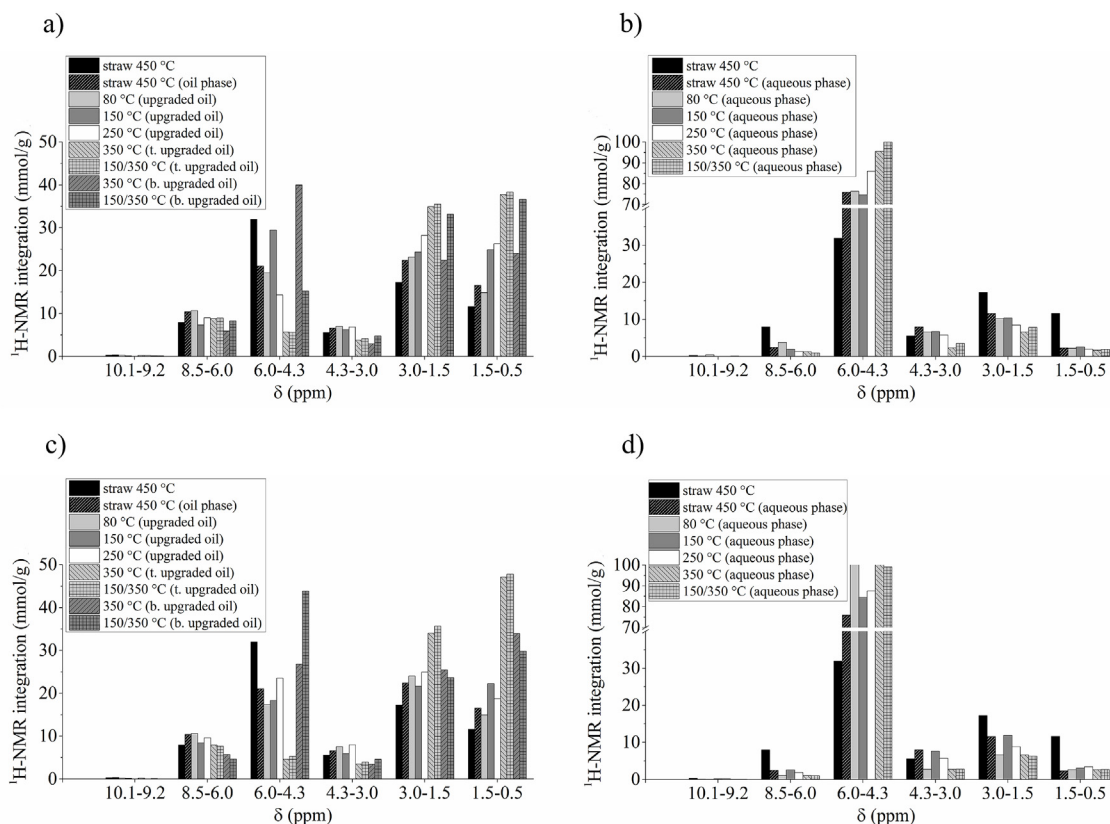 a)
straw 450 °C
straw 450 °C (oil phase)
80 °C (upgraded oil)
150 °C (upgraded oil)
250 °C (upgraded oil)
350 °C (t. upgraded oil)
150/350 °C (t. upgraded oil)
350 °C (b. upgraded oil)
150/350 °C (b. upgraded oil)
¹H-NMR integration (mmol/g)
50
40
30
20
10
0
10.1-9.2 8.5-6.0 6.0-4.3 4.3-3.0 3.0-1.5 1.5-0.5
δ (ppm)
b)
straw 450 °C
straw 450 °C (aqueous phase)
80 °C (aqueous phase)
150 °C (aqueous phase)
250 °C (aqueous phase)
350 °C (aqueous phase)
150/350 °C (aqueous phase)
¹H-NMR integration (mmol/g)
100
90
80
70
30
20
10
0
10.1-9.2 8.5-6.0 6.0-4.3 4.3-3.0 3.0-1.5 1.5-0.5
δ (ppm)
c)
straw 450 °C
straw 450 °C (oil phase)
80 °C (upgraded oil)
150 °C (upgraded oil)
250 °C (upgraded oil)
350 °C (t. upgraded oil)
150/350 °C (t. upgraded oil)
350 °C (b. upgraded oil)
150/350 °C (b. upgraded oil)
¹H-NMR integration (mmol/g)
50
40
30
20
10
0
10.1-9.2 8.5-6.0 6.0-4.3 4.3-3.0 3.0-1.5 1.5-0.5
δ (ppm)
d)
straw 450 °C
straw 450 °C (aqueous phase)
80 °C (aqueous phase)
150 °C (aqueous phase)
250 °C (aqueous phase)
350 °C (aqueous phase)
150/350 °C (aqueous phase)
¹H-NMR integration (mmol/g)
100
90
80
70
30
20
10
0
10.1-9.2 8.5-6.0 6.0-4.3 4.3-3.0 3.0-1.5 1.5-0.5
δ (ppm)